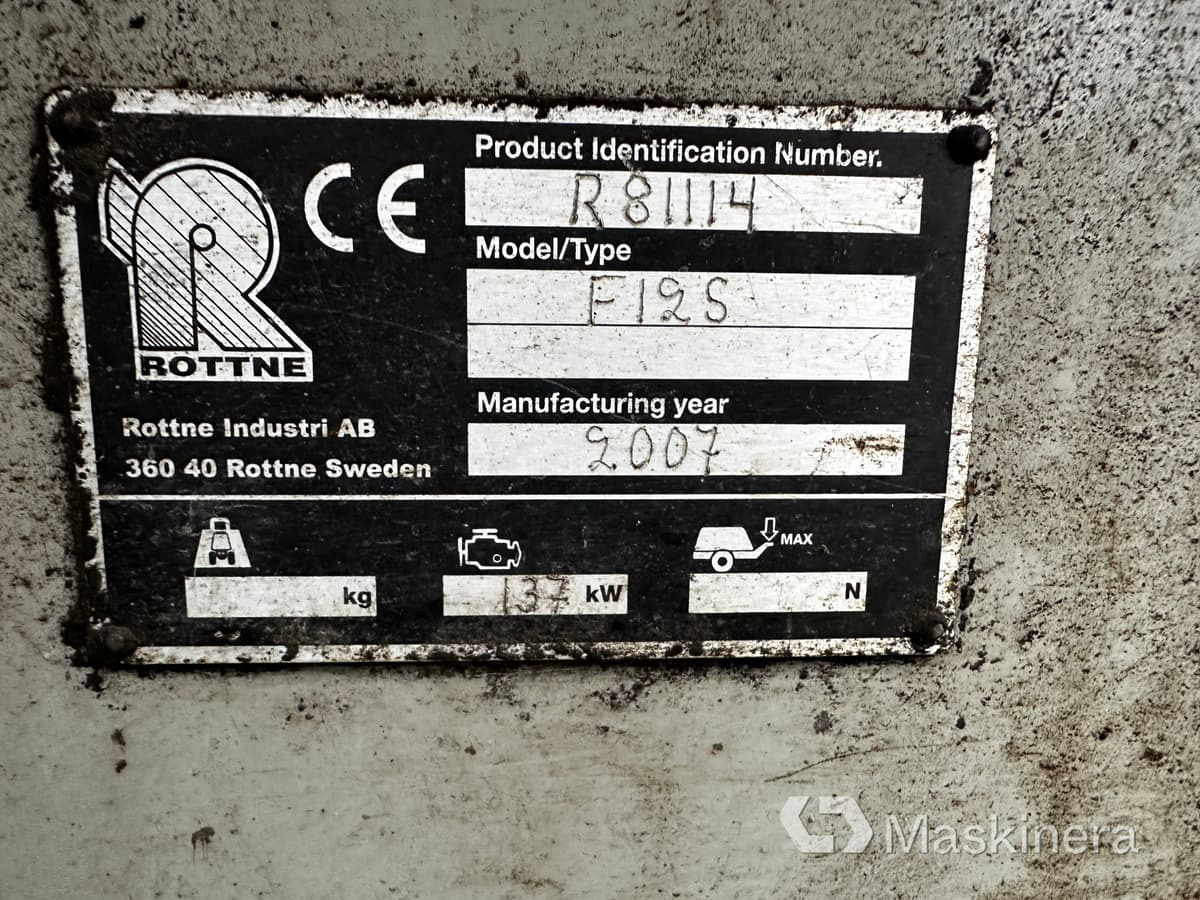 Product Identification Number.
R81114
Model/Type
F12S
CE
ROTTNE
Manufacturing year
2007
Rottne Industri AB
360 40 Rottne Sweden
MAX
kg
137 kW
N
Maskinera